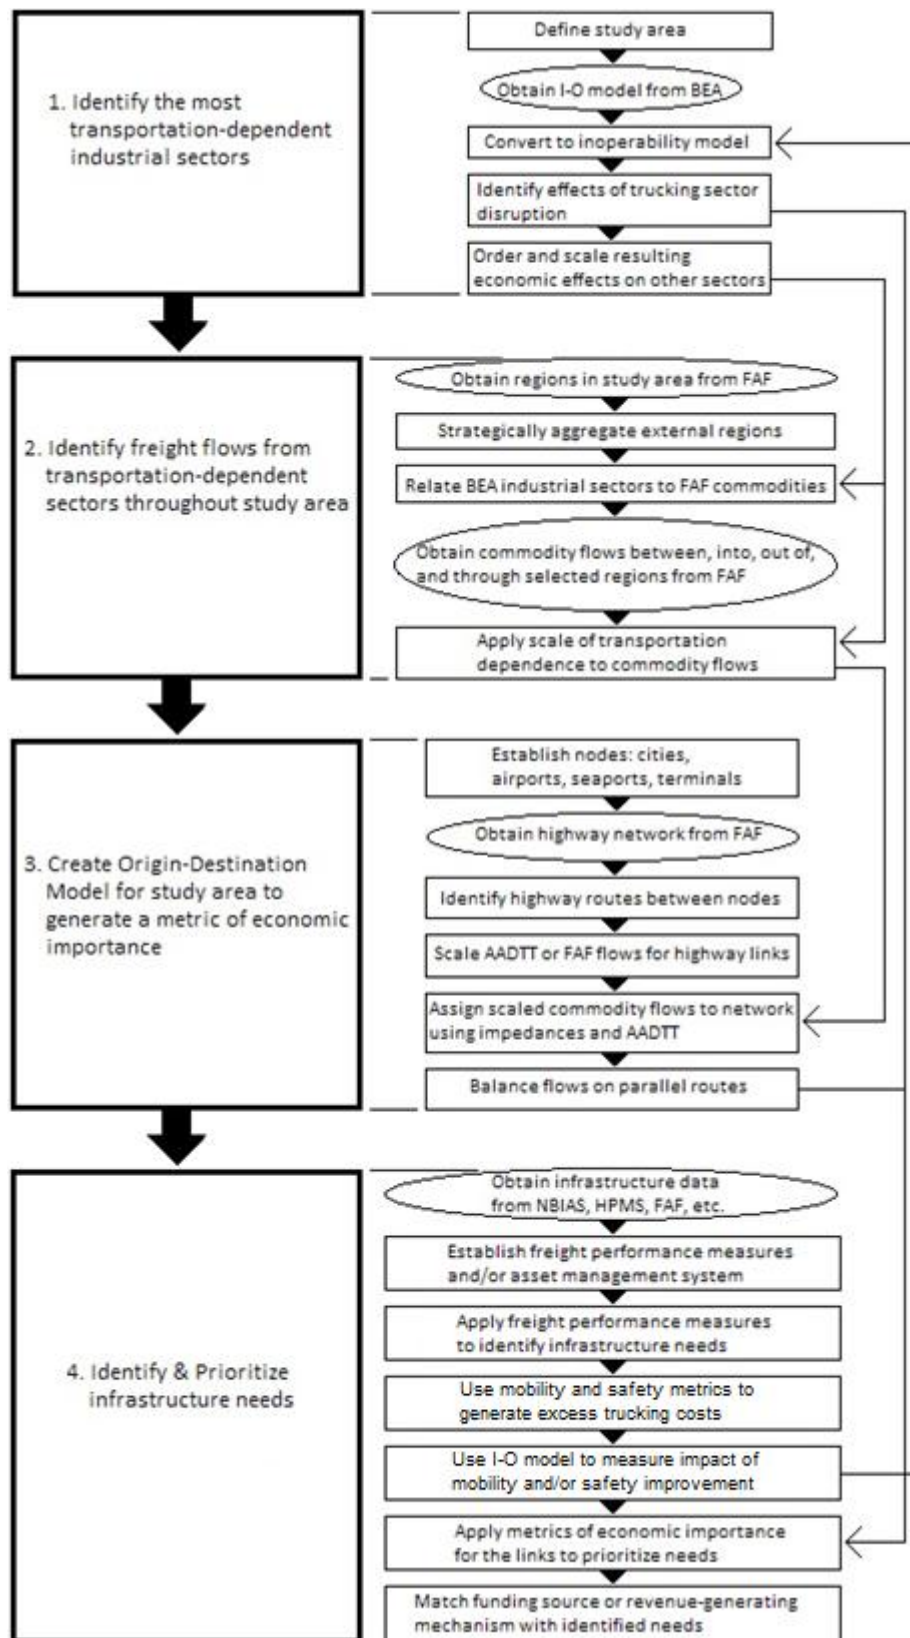 1. Identify the most
transportation-dependent
industrial sectors
Define study area
Obtain I-O model from BEA
Convert to inoperability model
Identify effects of trucking sector
disruption
Order and scale resulting
economic effects on other sectors
2. Identify freight flows from
transportation-dependent
sectors throughout study area
Obtain regions in study area from FAF
Strategically aggregate external regions
Relate BEA industrial sectors to FAF commodities
Obtain commodity flows between, into, out of,
and through selected regions from FAF
Apply scale of transportation
dependence to commodity flows
3. Create Origin-Destination
Model for study area to
generate a metric of economic
importance
Establish nodes: cities,
airports, seaports, terminals
Obtain highway network from FAF
Identify highway routes between nodes
Scale AADTT or FAF flows for highway links
Assign scaled commodity flows to network
using impedances and AADTT
Balance flows on parallel routes
4. Identify & Prioritize
infrastructure needs
Obtain infrastructure data
from NBIAS, HPMS, FAF, etc.
Establish freight performance measures
and/or asset management system
Apply freight performance measures
to identify infrastructure needs
Use mobility and safety metrics to
generate excess trucking costs
Use I-O model to measure impact of
mobility and/or safety improvement
Apply metrics of economic importance
for the links to prioritize needs
Match funding source or revenue-generating
mechanism with identified needs